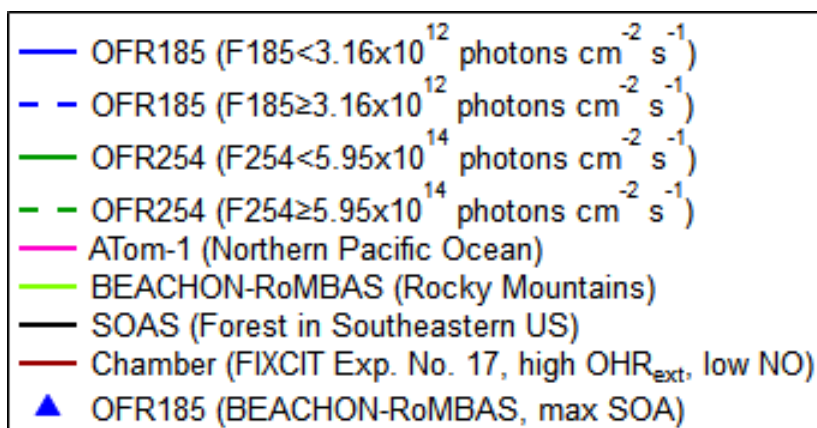 OFR185 (F185<3.16x10^12 photons cm^-2 s^-1)
OFR185 (F185≥3.16x10^12 photons cm^-2 s^-1)
OFR254 (F254<5.95x10^14 photons cm^-2 s^-1)
OFR254 (F254≥5.95x10^14 photons cm^-2 s^-1)
ATom-1 (Northern Pacific Ocean)
BEACHON-RoMBAS (Rocky Mountains)
SOAS (Forest in Southeastern US)
Chamber (FIXCIT Exp. No. 17, high OHR_ext, low NO)
OFR185 (BEACHON-RoMBAS, max SOA)